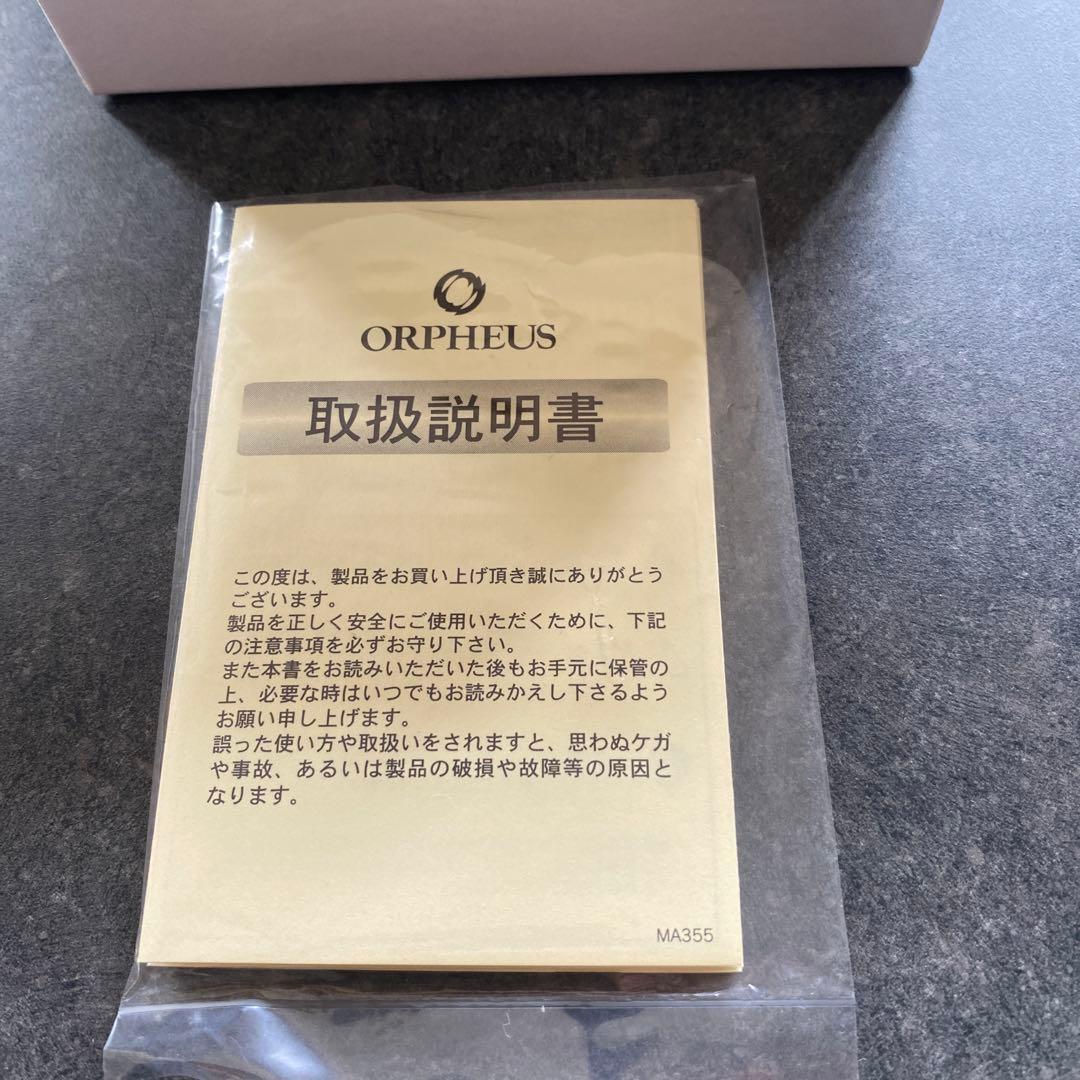 ORPHEUS
取扱説明書
この度は、製品をお買い上げ頂き誠にありがとう
ございます。
製品を正しく安全にご使用いただくために、下記
の注意事項を必ずお守り下さい。
また本書をお読みいただいた後もお手元に保管の
上、必要な時はいつでもお読みかえし下さるよう
お願い申し上げます。
誤った使い方や取扱いをされますと、思わぬケガ
や事故、あるいは製品の破損や故障等の原因と
なります。
MA355